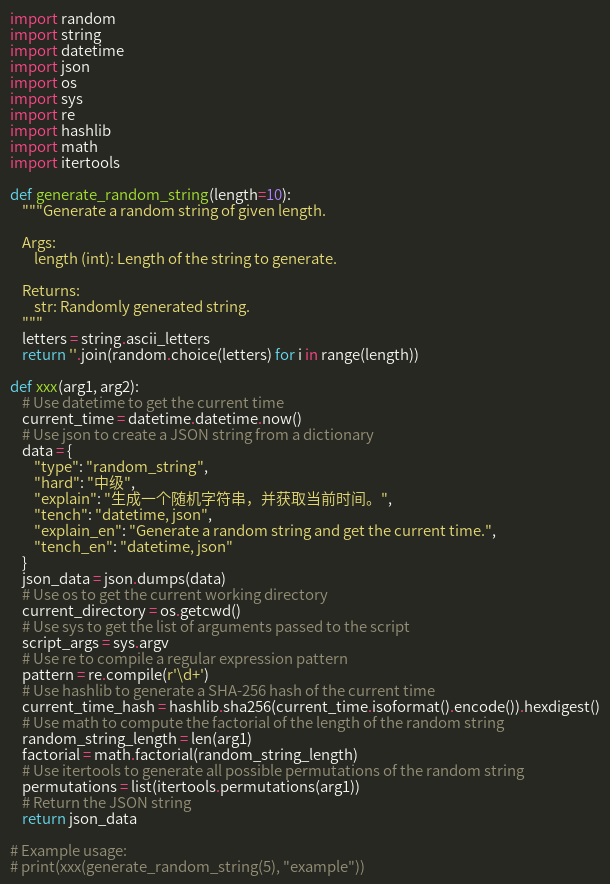 import random
import string
import datetime
import json
import os
import sys
import re
import hashlib
import math
import itertools

def generate_random_string(length=10):
    """Generate a random string of given length.

    Args:
        length (int): Length of the string to generate.

    Returns:
        str: Randomly generated string.
    """
    letters = string.ascii_letters
    return ''.join(random.choice(letters) for i in range(length))

def xxx(arg1, arg2):
    # Use datetime to get the current time
    current_time = datetime.datetime.now()
    # Use json to create a JSON string from a dictionary
    data = {
        "type": "random_string",
        "hard": "中级",
        "explain": "生成一个随机字符串，并获取当前时间。",
        "tench": "datetime, json",
        "explain_en": "Generate a random string and get the current time.",
        "tench_en": "datetime, json"
    }
    json_data = json.dumps(data)
    # Use os to get the current working directory
    current_directory = os.getcwd()
    # Use sys to get the list of arguments passed to the script
    script_args = sys.argv
    # Use re to compile a regular expression pattern
    pattern = re.compile(r'\d+')
    # Use hashlib to generate a SHA-256 hash of the current time
    current_time_hash = hashlib.sha256(current_time.isoformat().encode()).hexdigest()
    # Use math to compute the factorial of the length of the random string
    random_string_length = len(arg1)
    factorial = math.factorial(random_string_length)
    # Use itertools to generate all possible permutations of the random string
    permutations = list(itertools.permutations(arg1))
    # Return the JSON string
    return json_data

# Example usage:
# print(xxx(generate_random_string(5), "example"))